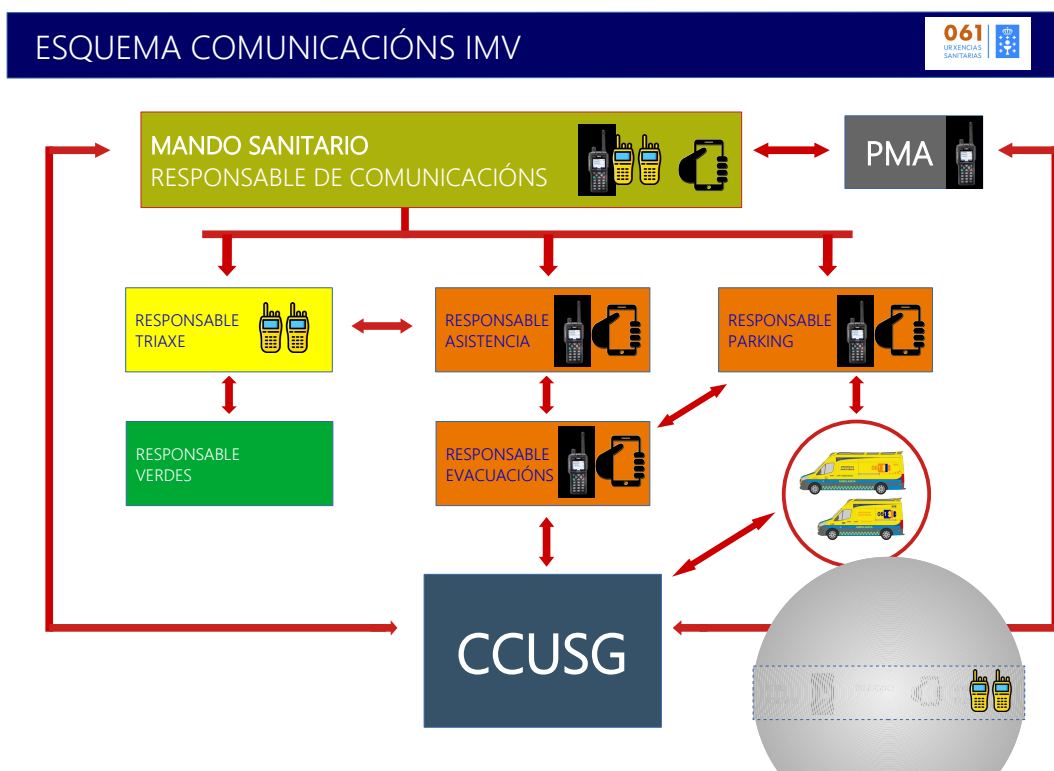 ESQUEMA COMUNICACIÓNS IMV
061
URXENCIAS
SANITARIAS
MANDO SANITARIO
RESPONSABLE DE COMUNICACIÓNS
PMA
RESPONSABLE
TRIAXE
RESPONSABLE
ASISTENCIA
RESPONSABLE
PARKING
RESPONSABLE
VERDES
RESPONSABLE
EVACUACIÓNS
CCUSG